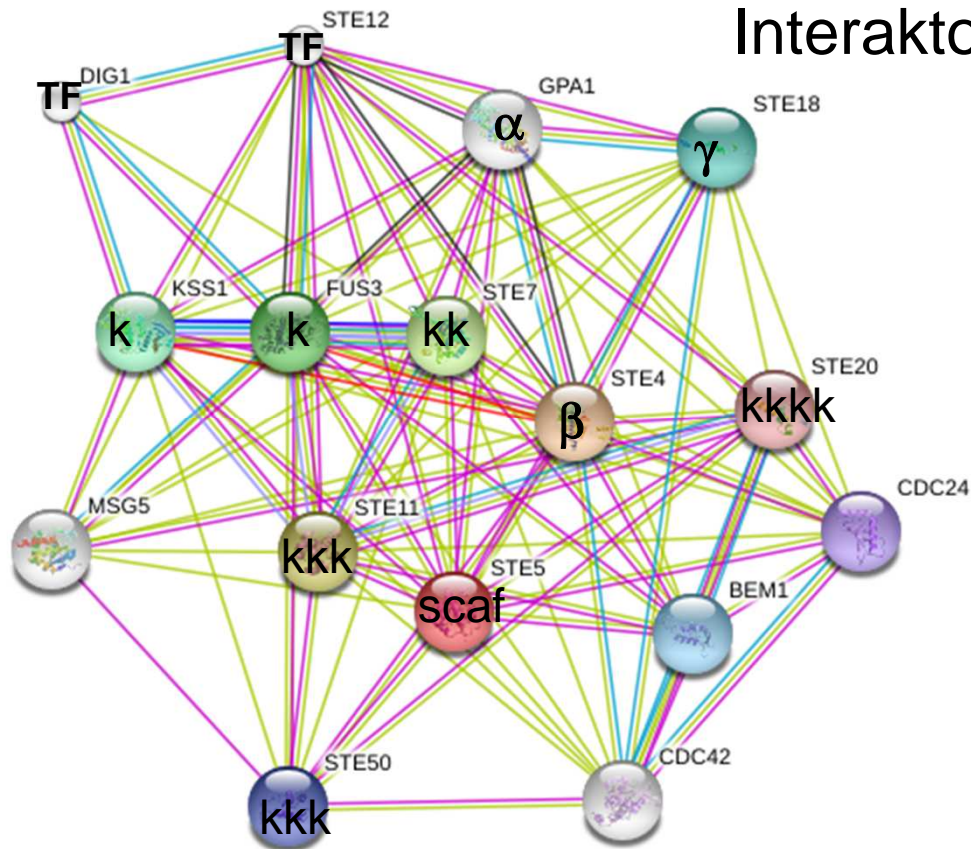 Interakto
STE12
TF
DIG1
TF
GPA1
α
STE18
γ
KSS1
k
FUS3
k
STE7
kk
STE4
β
STE20
kkkk
CDC24
MSG5
STE11
kkk
STE5
scaf
BEM1
STE50
kkk
CDC42